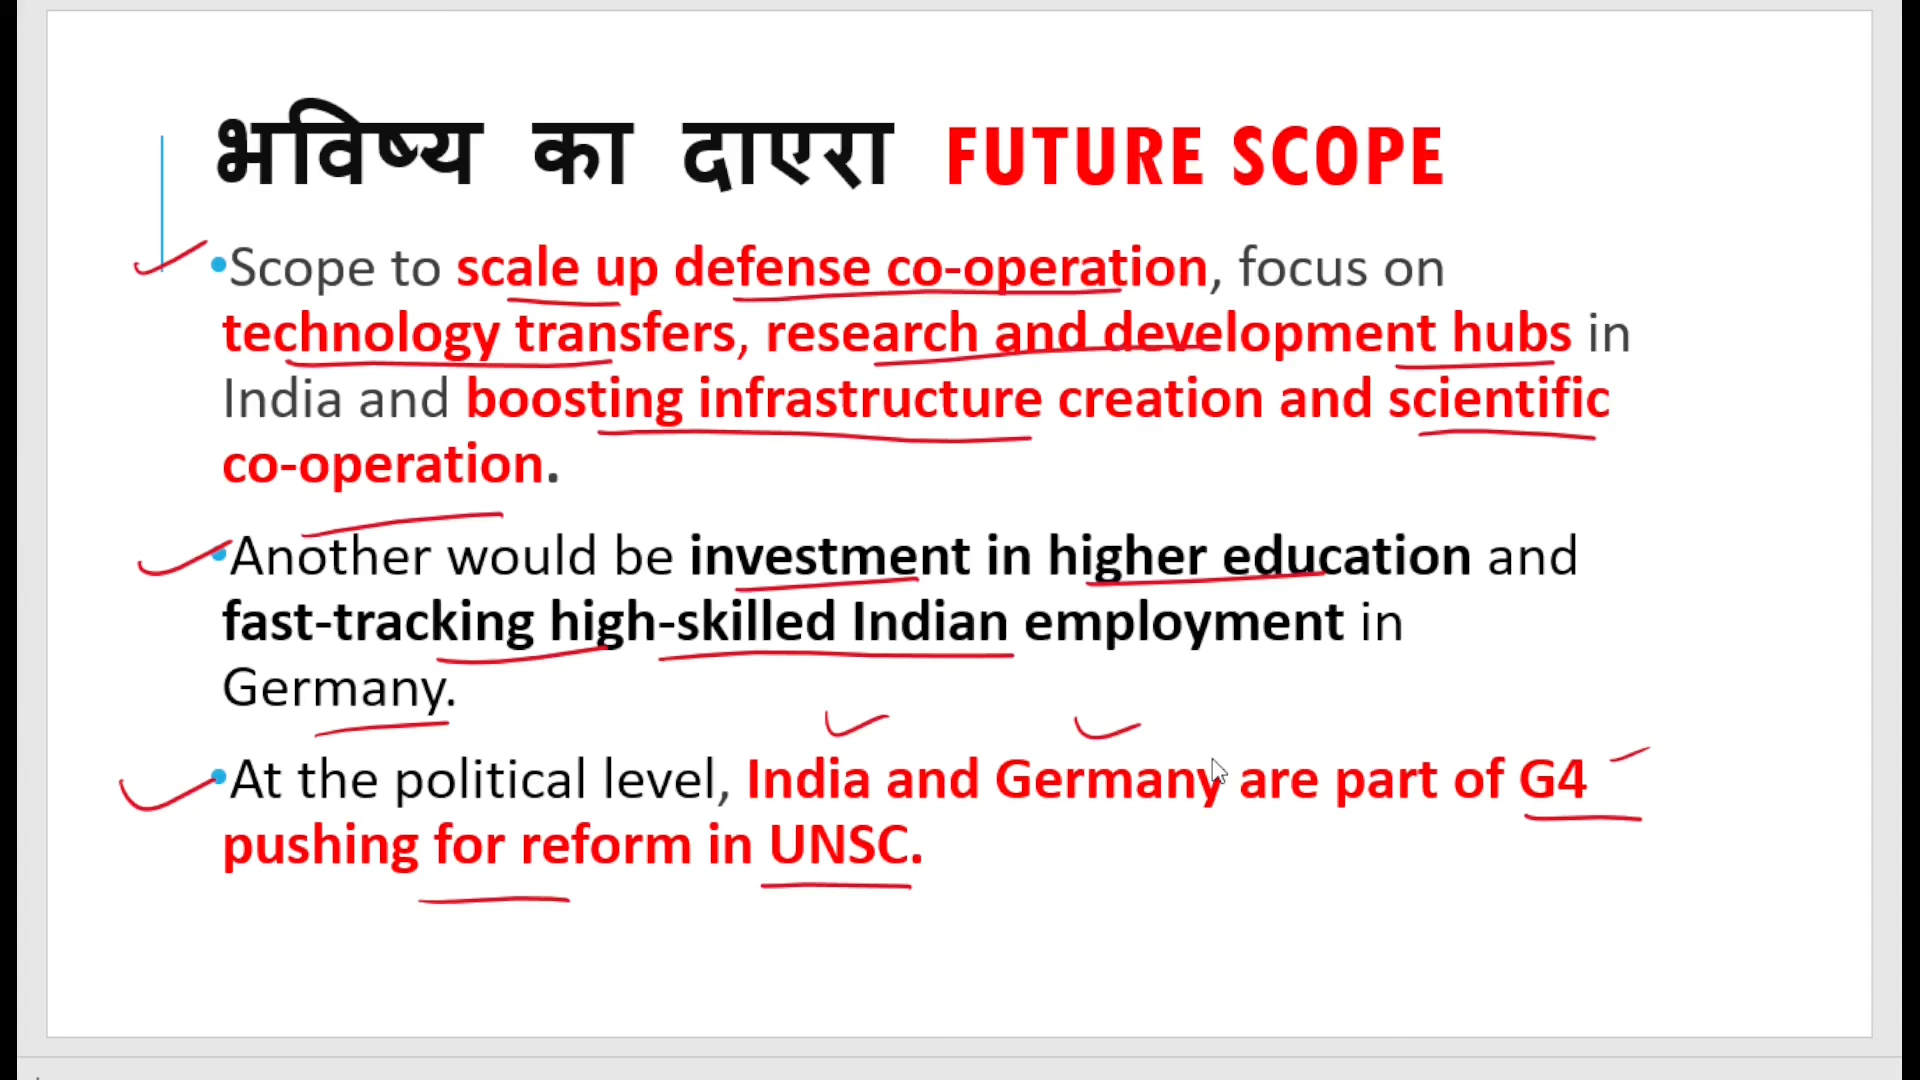 भविष्य का दाएरा FUTURE SCOPE
•Scope to scale up defense co-operation, focus on
technology transfers, research and development hubs in
India and boosting infrastructure creation and scientific
co-operation.
•Another would be investment in higher education and
fast-tracking high-skilled Indian employment in
Germany.
•At the political level, India and Germany are part of G4
pushing for reform in UNSC.